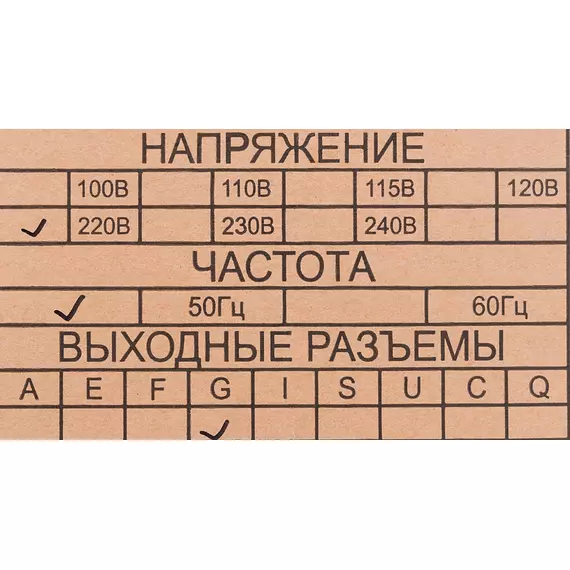 НАПРЯЖЕНИЕ
100В 110В 115В 120В
✓ 220В 230В 240В
ЧАСТОТА
✓ 50Гц 60Гц
ВЫХОДНЫЕ РАЗЪЕМЫ
A E F G I S U C Q
✓